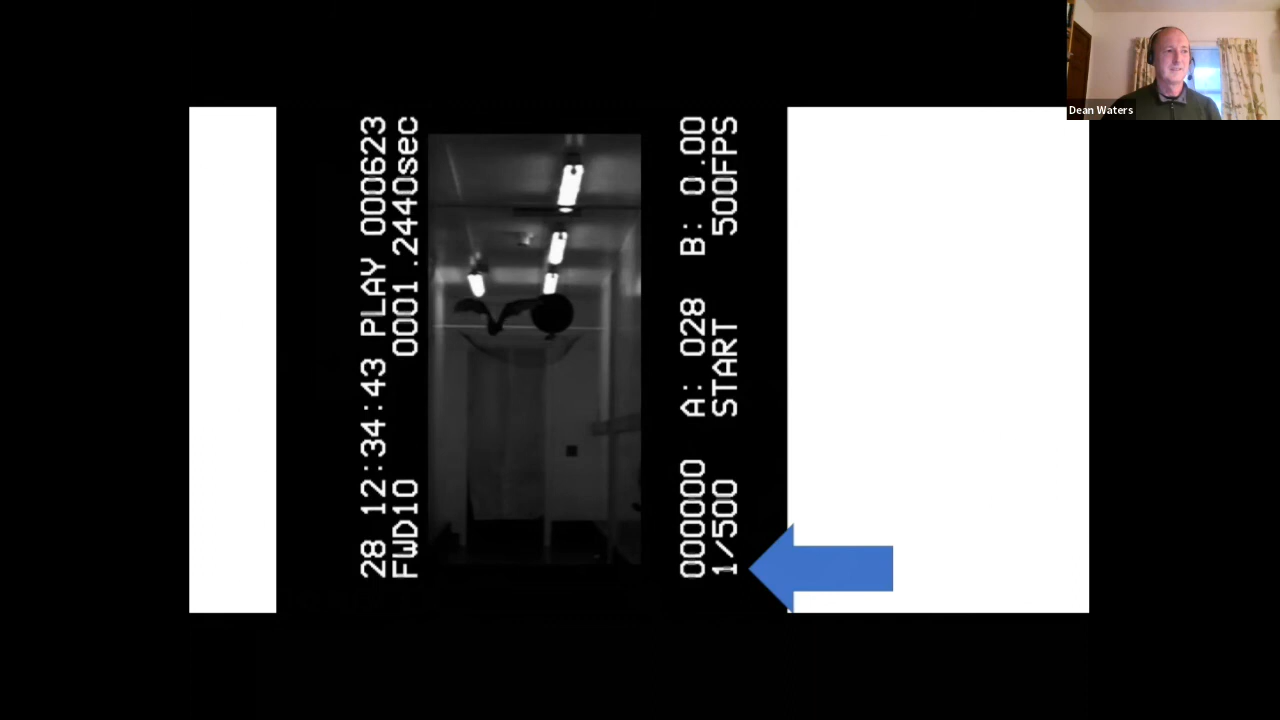 28 12:34:43 PLAY 000623
FWD10 0001.2440sec
000000 A: 028 B: 0.00
1/500 START 500FPS
Dean Waters